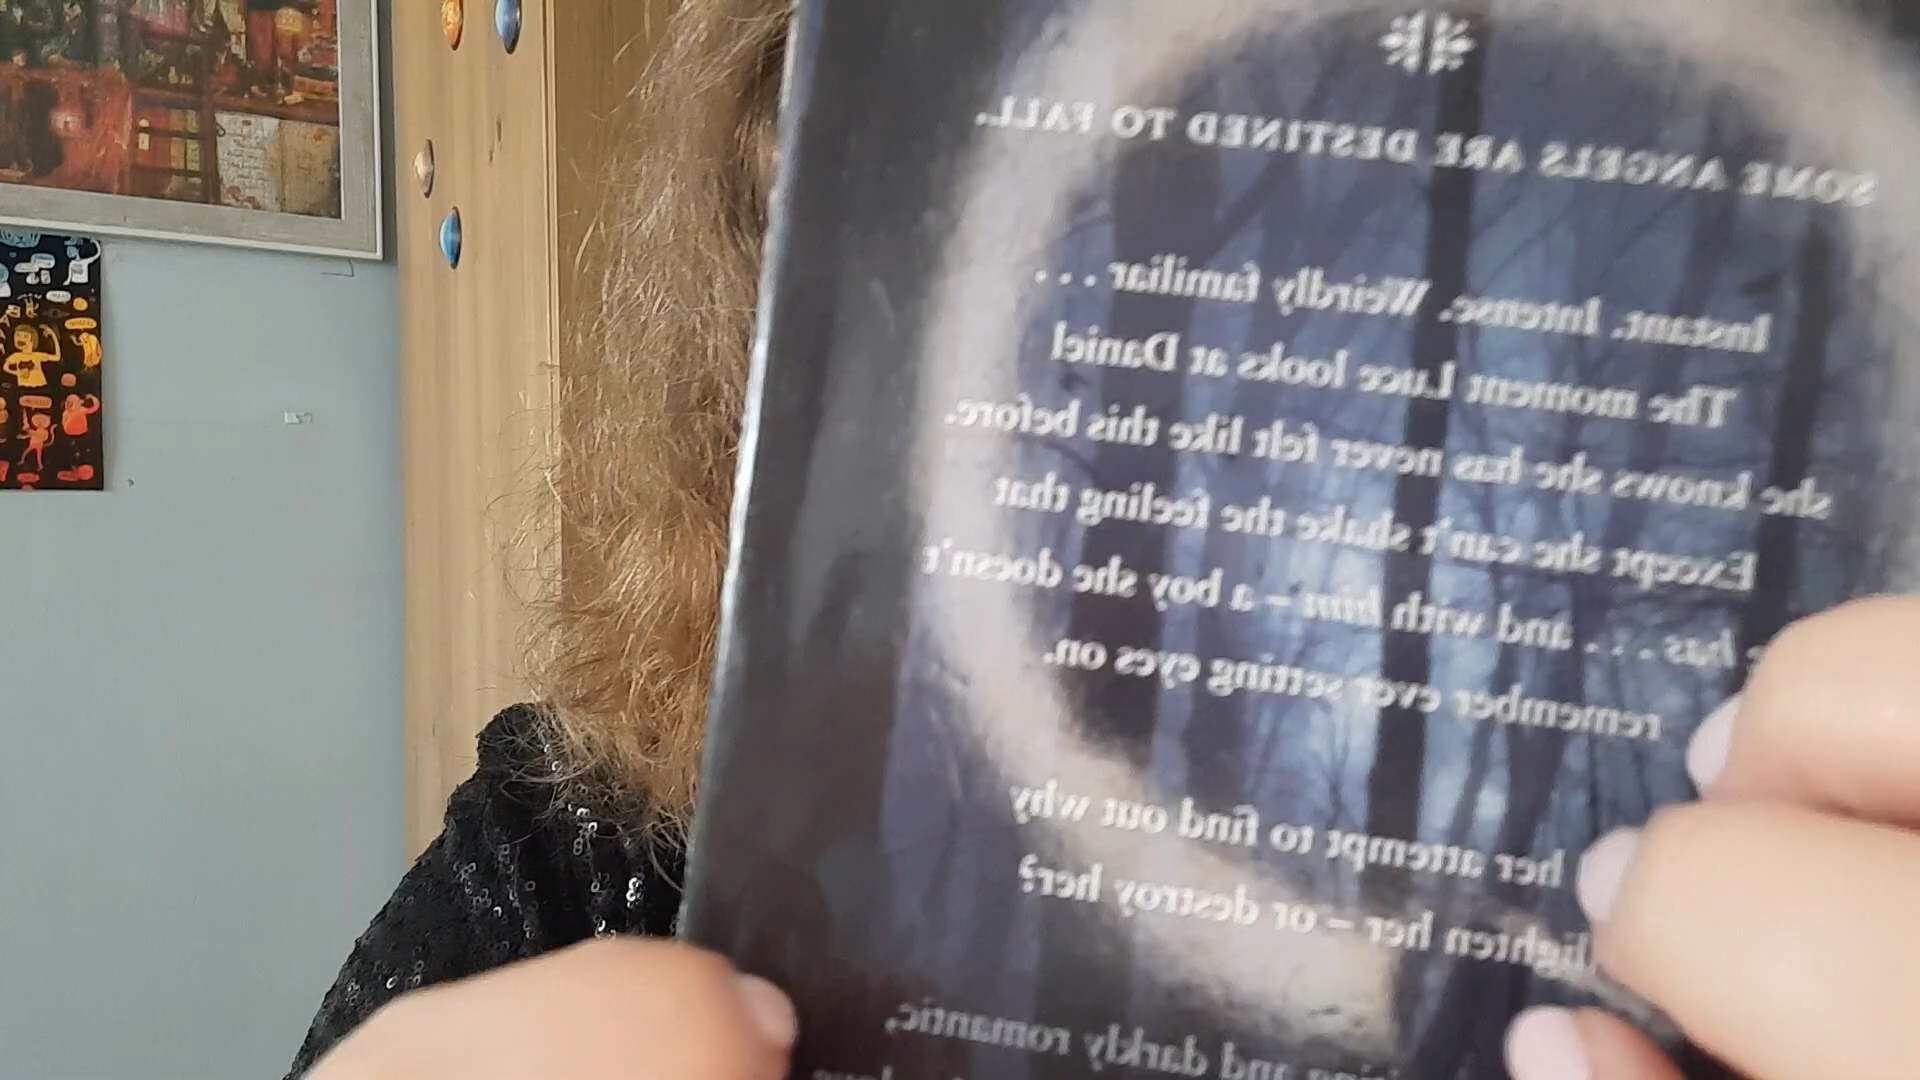 SOME ANGELS ARE DESTINED TO FALL.
Instant. Intense. Weirdly familiar . . .
The moment Luce looks at Daniel
she knows she has never felt like this before.
Except she can't shake the feeling that
has . . . and with him – a boy she doesn't
remember ever setting eyes on.
her attempt to find out why
lighten her – or destroy her?
and darkly romantic,